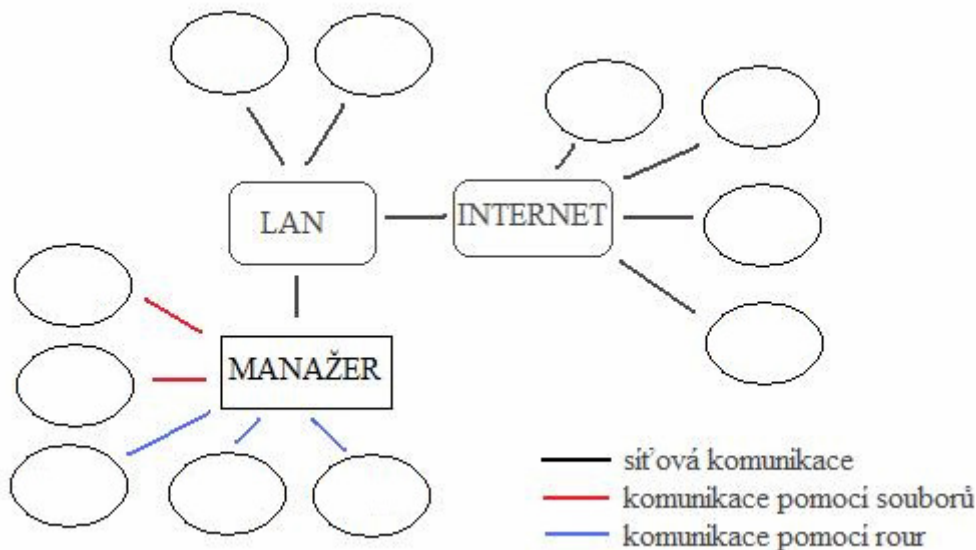 LAN
INTERNET
MANAŽER
síťová komunikace
komunikace pomocí souborů
komunikace pomocí rour